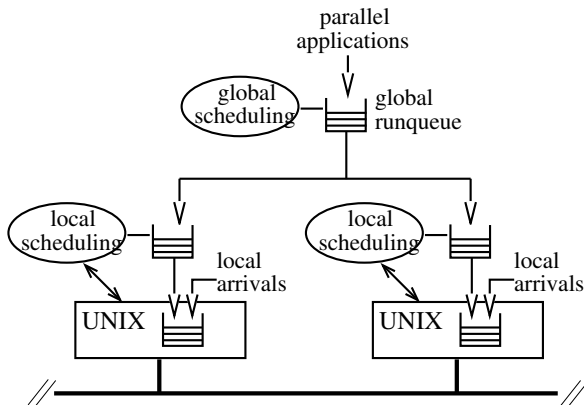 parallel
applications
global
scheduling
global
runqueue
local
scheduling
local
arrivals
UNIX
local
scheduling
local
arrivals
UNIX